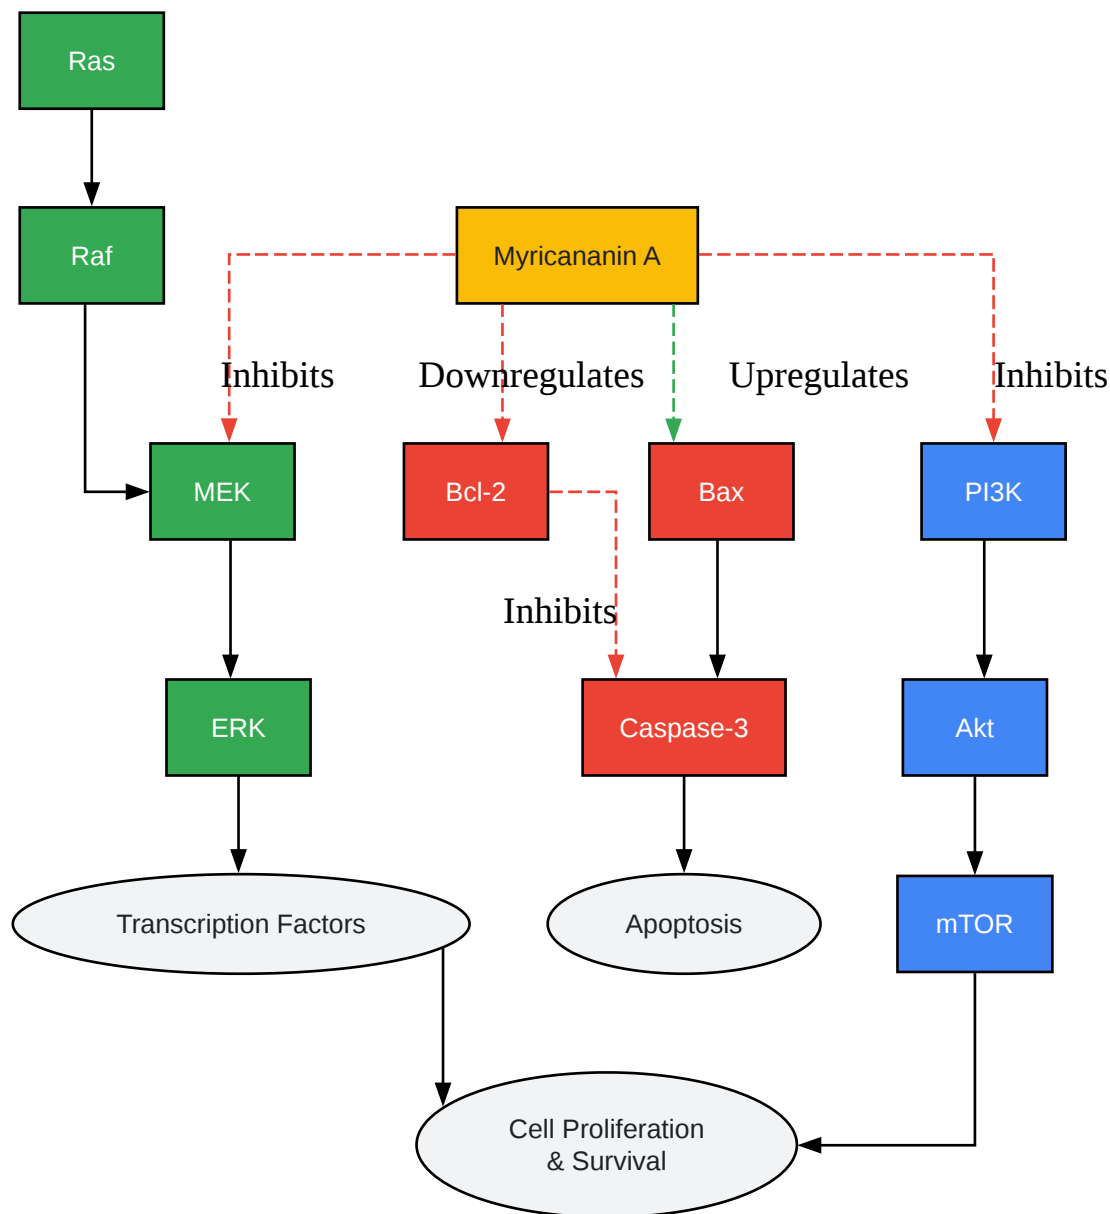 Ras
Raf
Myricananin A
Inhibits
Downregulates
Upregulates
Inhibits
MEK
Bcl-2
Bax
PI3K
Inhibits
ERK
Caspase-3
Akt
Transcription Factors
Apoptosis
mTOR
Cell Proliferation
& Survival